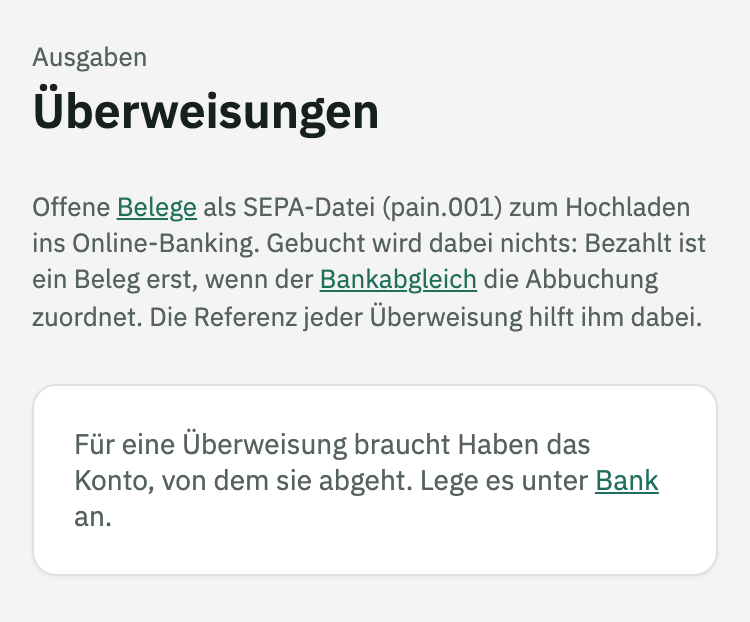 Ausgaben
Überweisungen
Offene Belege als SEPA-Datei (pain.001) zum Hochladen
ins Online-Banking. Gebucht wird dabei nichts: Bezahlt ist
ein Beleg erst, wenn der Bankabgleich die Abbuchung
zuordnet. Die Referenz jeder Überweisung hilft ihm dabei.
Für eine Überweisung braucht Haben das
Konto, von dem sie abgeht. Lege es unter Bank
an.